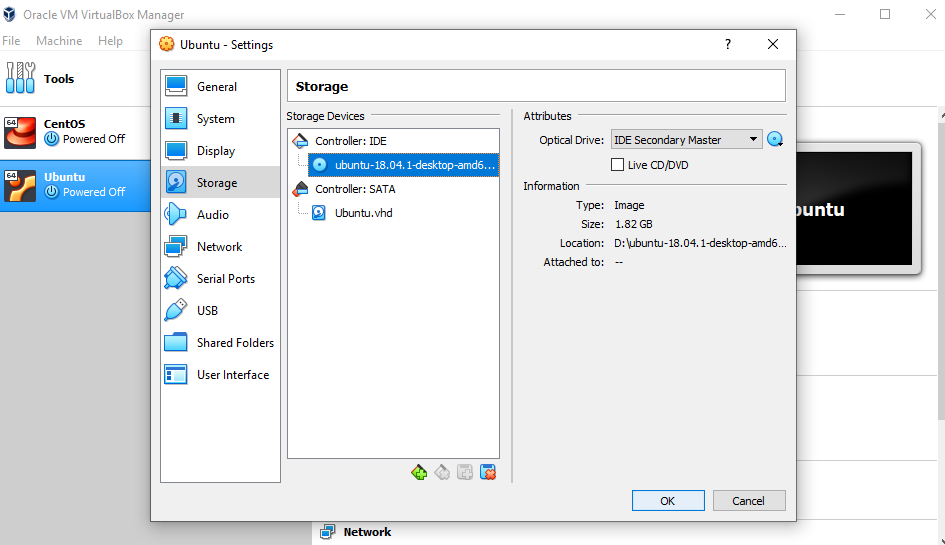 Oracle VM VirtualBox Manager
File Machine Help
Tools
64 CentOS
Powered Off
64 Ubuntu
Powered Off
Ubuntu - Settings
?
General
System
Display
Storage
Audio
Network
Serial Ports
USB
Shared Folders
User Interface
Storage
Storage Devices
Controller: IDE
ubuntu-18.04.1-desktop-amd6...
Controller: SATA
Ubuntu.vhd
Attributes
Optical Drive: IDE Secondary Master
Live CD/DVD
Information
Type: Image
Size: 1.82 GB
Location: D:\ubuntu-18.04.1-desktop-amd6...
Attached to: --
OK Cancel
buntu
Network